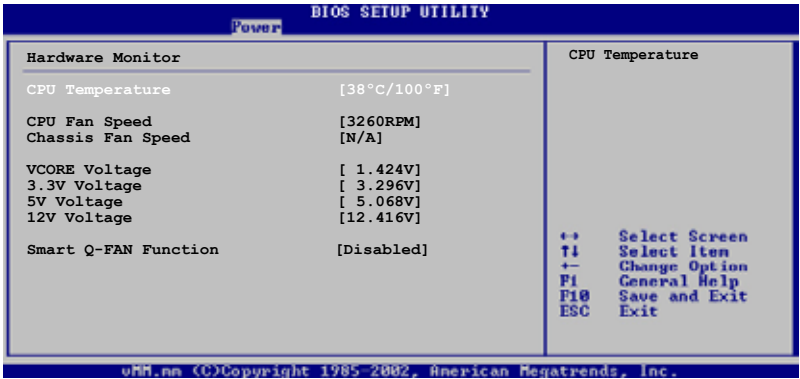 BIOS SETUP UTILITY
Power
Hardware Monitor
CPU Temperature [38°C/100°F]
CPU Fan Speed [3260RPM]
Chassis Fan Speed [N/A]
VCORE Voltage [ 1.424V]
3.3V Voltage [ 3.296V]
5V Voltage [ 5.068V]
12V Voltage [12.416V]
Smart Q-FAN Function [Disabled]
CPU Temperature
←→ Select Screen
↑↓ Select Item
+- Change Option
F1 General Help
F10 Save and Exit
ESC Exit
vMM.mm (C)Copyright 1985-2002, American Megatrends, Inc.